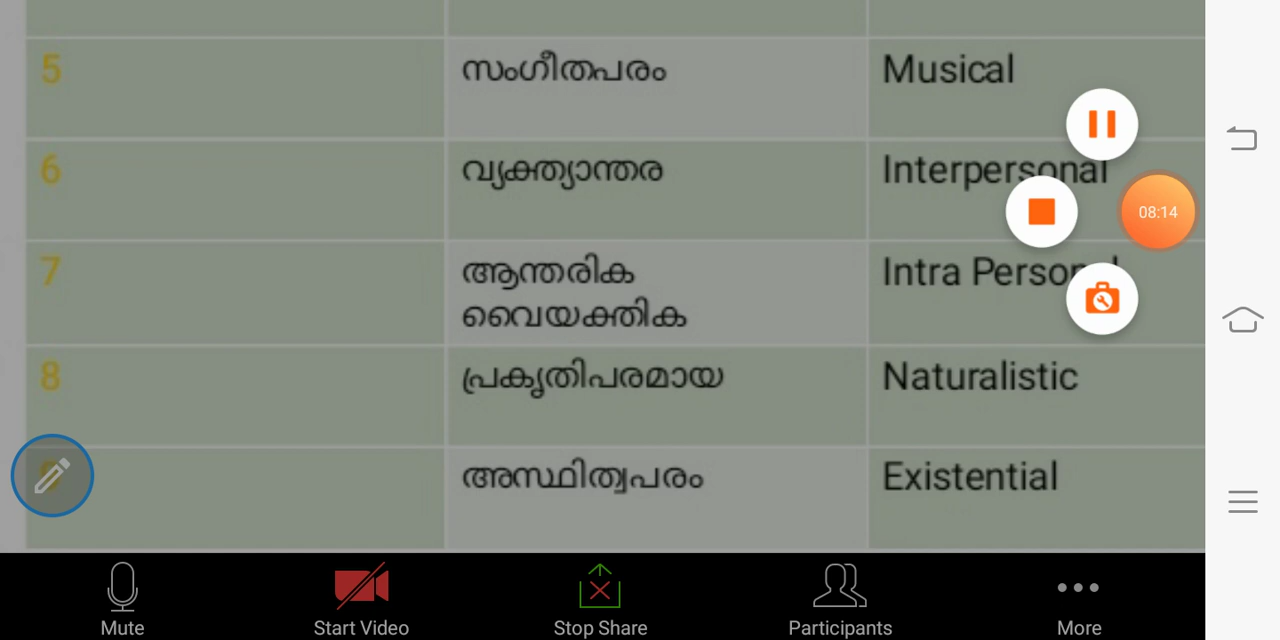 5 സംഗീതപരം Musical
6 വ്യക്ത്യാന്തര Interpersonal
08:14
7 ആന്തരിക Intra
വൈയക്തിക
8 പ്രകൃതിപരമായ Naturalistic
അസ്ഥിത്വപരം Existential
Mute Start Video Stop Share Participants More